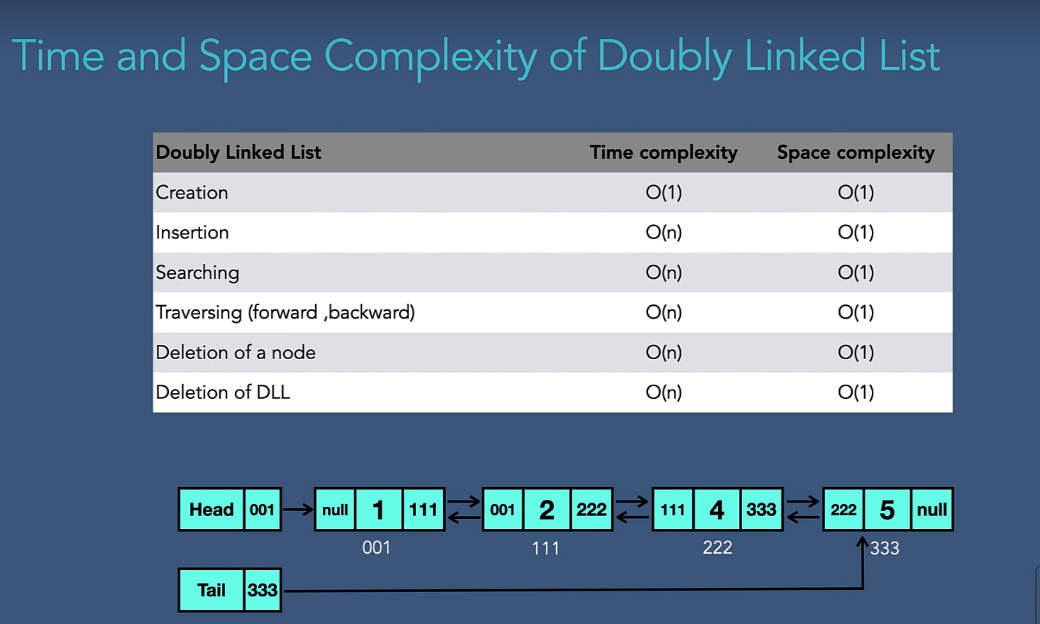 Time and Space Complexity of Doubly Linked List
Doubly Linked List Time complexity Space complexity
Creation O(1) O(1)
Insertion O(n) O(1)
Searching O(n) O(1)
Traversing (forward ,backward) O(n) O(1)
Deletion of a node O(n) O(1)
Deletion of DLL O(n) O(1)
Head 001 null 1 111 001 2 222 111 4 333 222 5 null
001 111 222 333
Tail 333